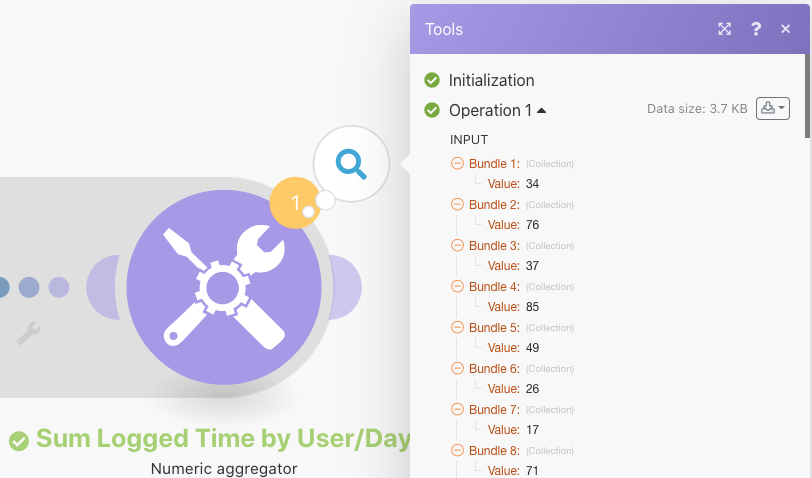 Tools
?
Initialization
Operation 1
Data size: 3.7 KB
INPUT
Bundle 1: (Collection)
Value: 34
Bundle 2: (Collection)
Value: 76
Bundle 3: (Collection)
Value: 37
Bundle 4: (Collection)
Value: 85
Bundle 5: (Collection)
Value: 49
Bundle 6: (Collection)
Value: 26
Bundle 7: (Collection)
Value: 17
Bundle 8: (Collection)
Value: 71
1
Sum Logged Time by User/Day
Numeric aggregator